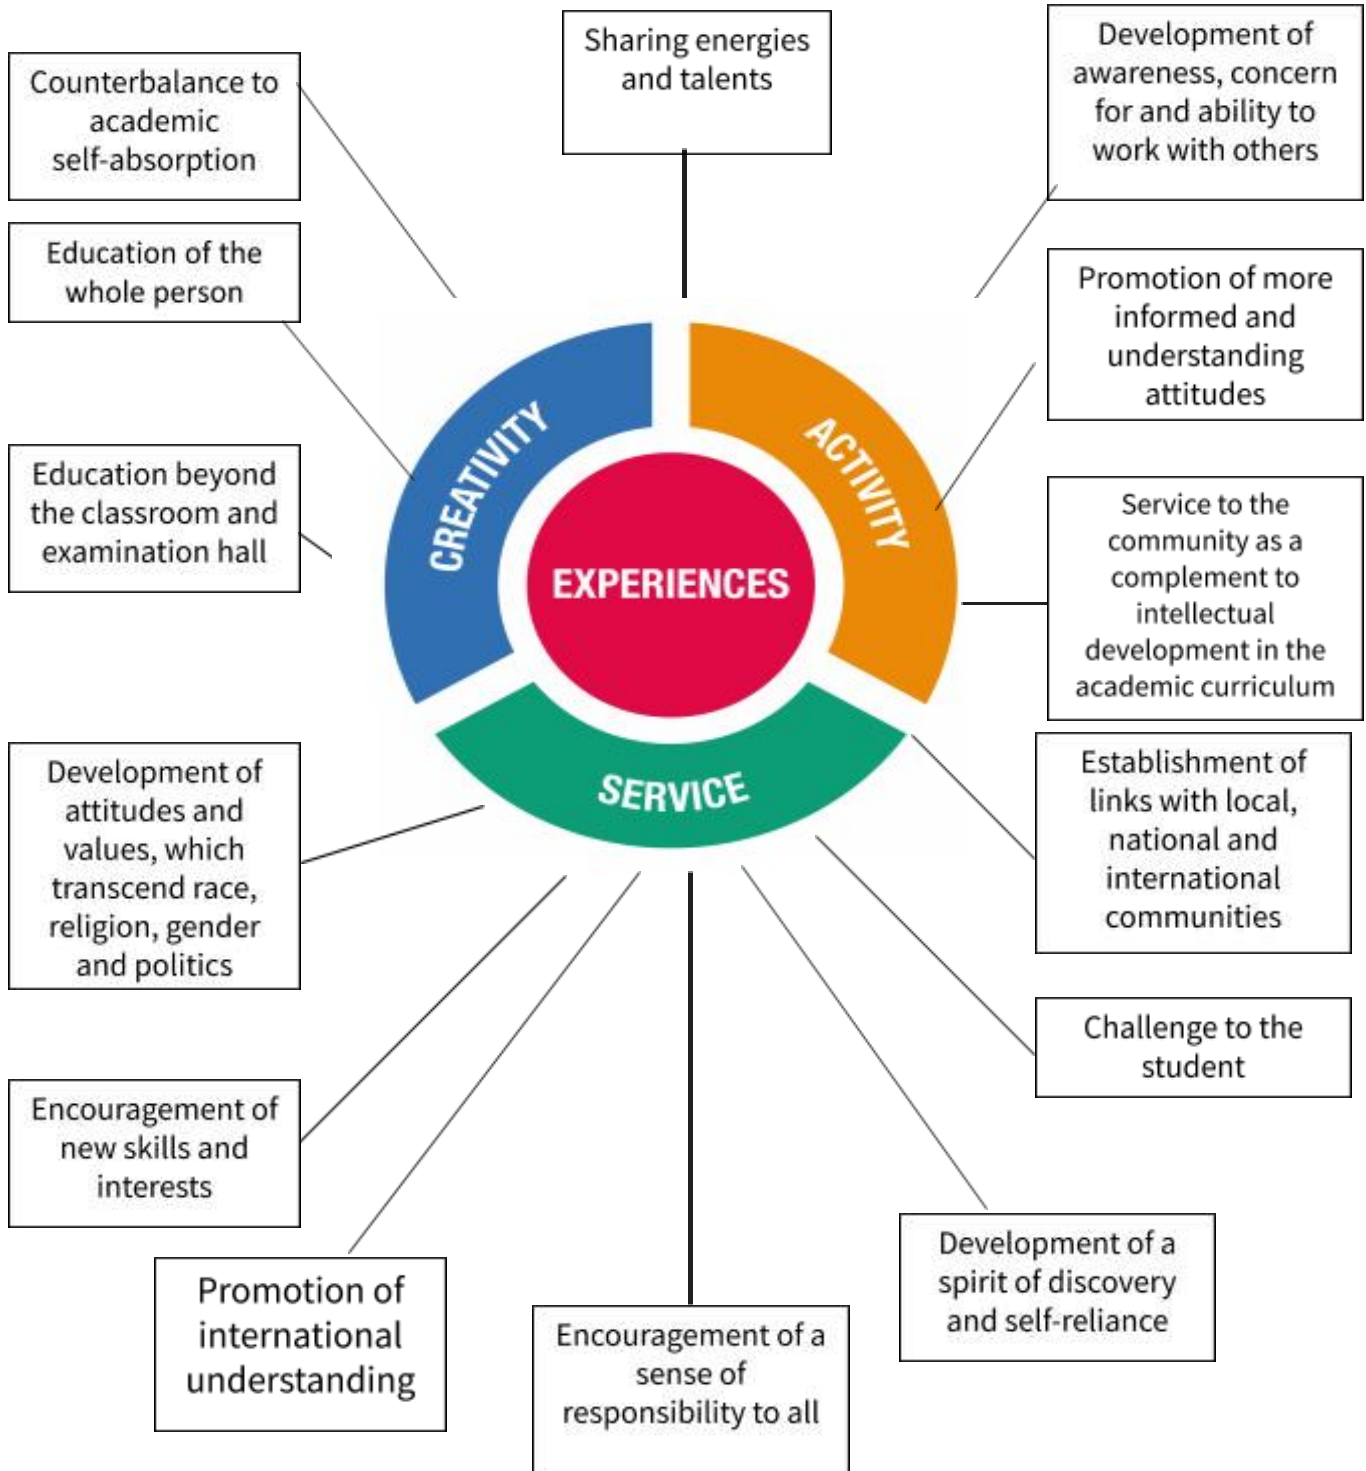 Sharing energies
and talents
Development of
awareness, concern
for and ability to
work with others
Counterbalance to
academic
self-absorption
Education of the
whole person
Promotion of more
informed and
understanding
attitudes
CREATIVITY
ACTIVITY
EXPERIENCES
SERVICE
Education beyond
the classroom and
examination hall
Service to the
community as a
complement to
intellectual
development in the
academic curriculum
Development of
attitudes and
values, which
transcend race,
religion, gender
and politics
Establishment of
links with local,
national and
international
communities
Challenge to the
student
Encouragement of
new skills and
interests
Development of a
spirit of discovery
and self-reliance
Promotion of
international
understanding
Encouragement of a
sense of
responsibility to all